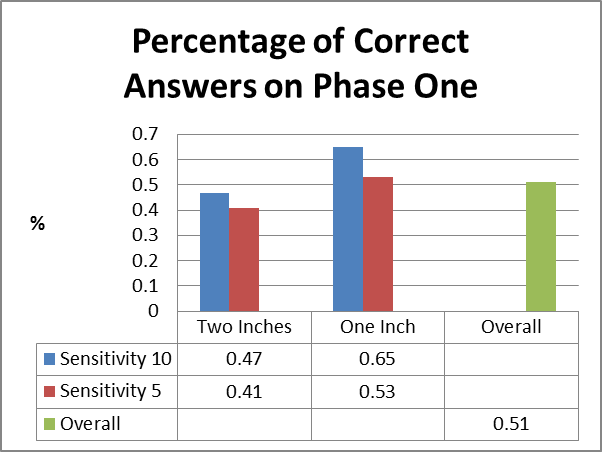 Percentage of Correct
Answers on Phase One
0.7
0.6
0.5
0.4
0.3
0.2
0.1
0
%
Two Inches One Inch Overall
Sensitivity 10 0.47 0.65
Sensitivity 5 0.41 0.53
Overall 0.51